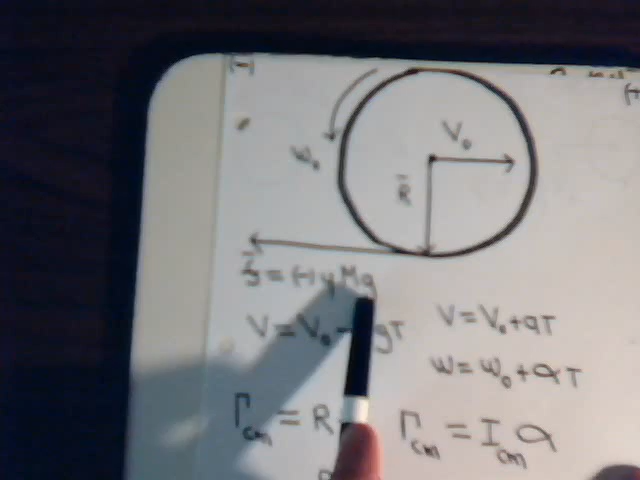 (-)
(+
ω₀
V₀
R
= (-) μMg
V = V₀ - gT
V = V₀ + aT
ω = ω₀ + αT
Γcm = R
Γcm = Icm α